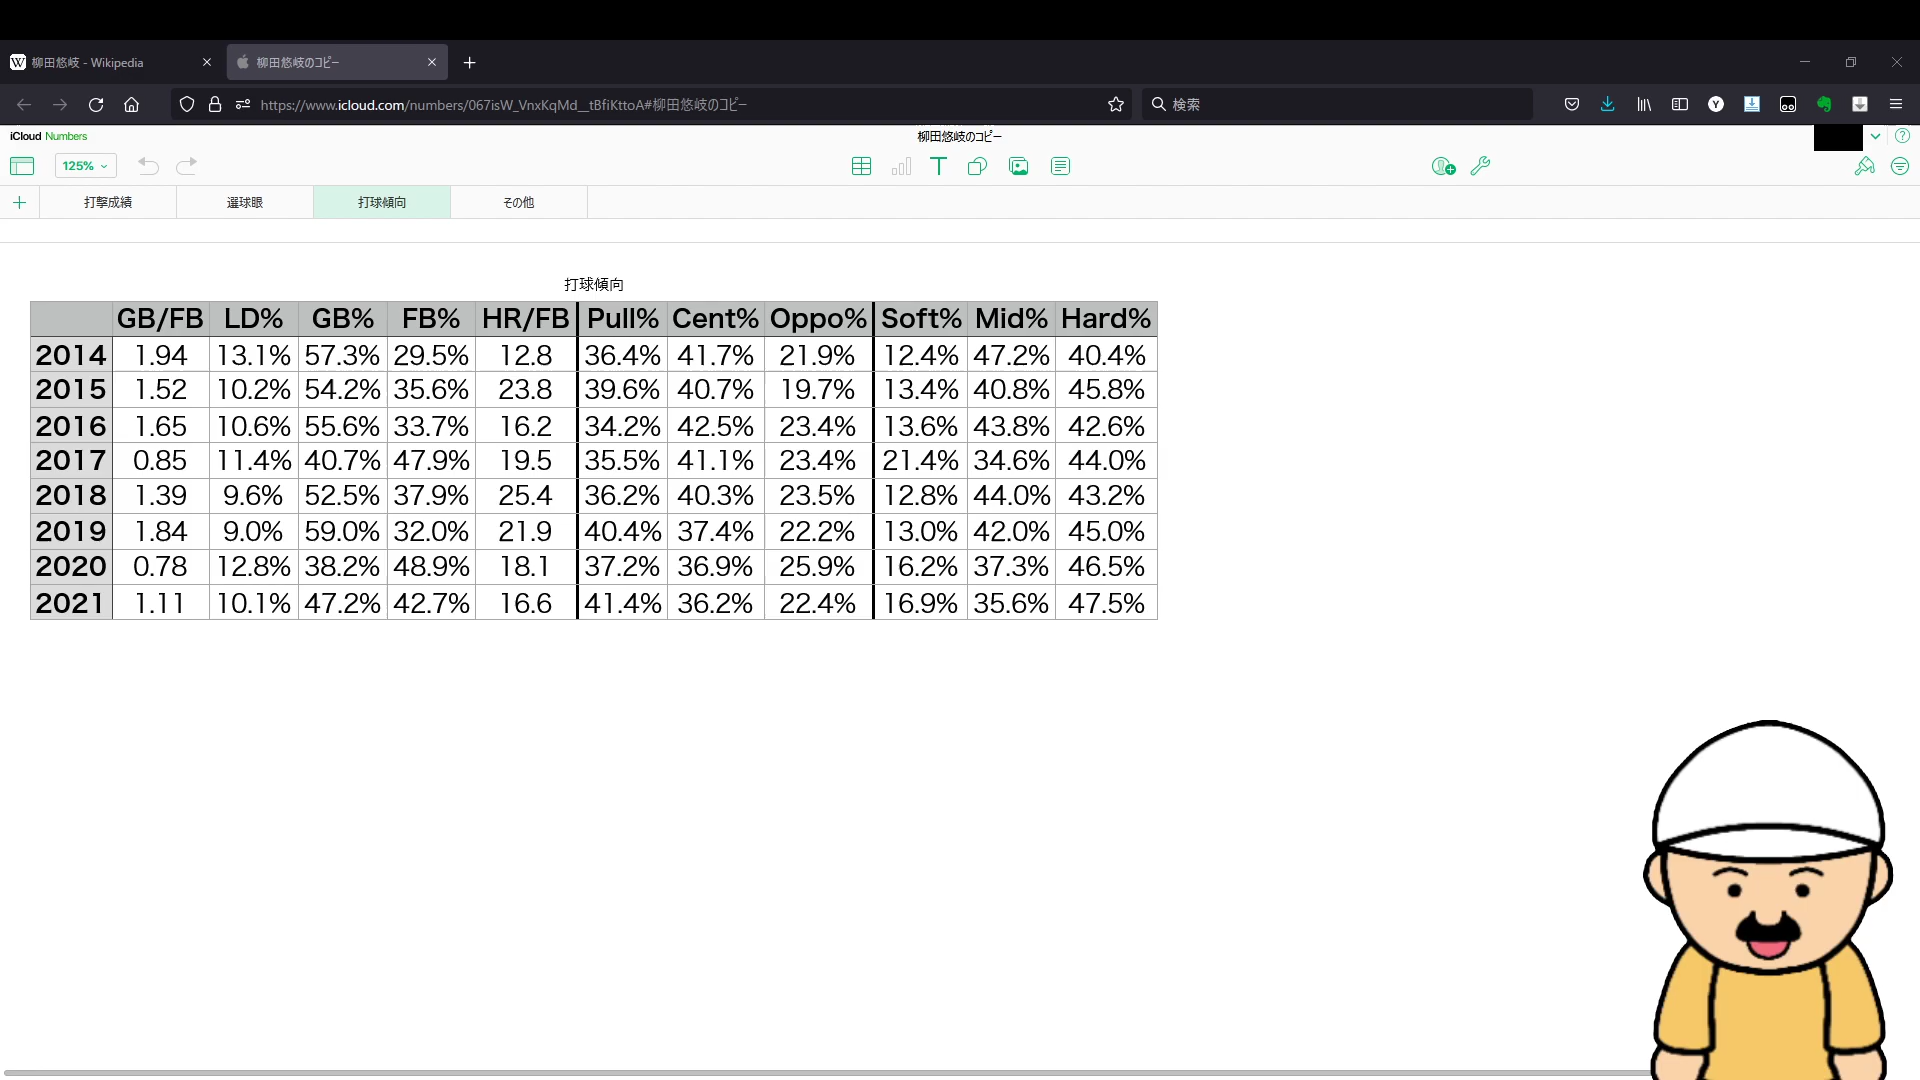 柳田悠岐 - Wikipedia
柳田悠岐のコピー
https://www.icloud.com/numbers/067isW_VnxKqMd__tBfiKttoA#柳田悠岐のコピー
検索
iCloud Numbers
柳田悠岐のコピー
125%
打撃成績 選球眼 打球傾向 その他
打球傾向
GB/FB LD% GB% FB% HR/FB Pull% Cent% Oppo% Soft% Mid% Hard%
2014 1.94 13.1% 57.3% 29.5% 12.8 36.4% 41.7% 21.9% 12.4% 47.2% 40.4%
2015 1.52 10.2% 54.2% 35.6% 23.8 39.6% 40.7% 19.7% 13.4% 40.8% 45.8%
2016 1.65 10.6% 55.6% 33.7% 16.2 34.2% 42.5% 23.4% 13.6% 43.8% 42.6%
2017 0.85 11.4% 40.7% 47.9% 19.5 35.5% 41.1% 23.4% 21.4% 34.6% 44.0%
2018 1.39 9.6% 52.5% 37.9% 25.4 36.2% 40.3% 23.5% 12.8% 44.0% 43.2%
2019 1.84 9.0% 59.0% 32.0% 21.9 40.4% 37.4% 22.2% 13.0% 42.0% 45.0%
2020 0.78 12.8% 38.2% 48.9% 18.1 37.2% 36.9% 25.9% 16.2% 37.3% 46.5%
2021 1.11 10.1% 47.2% 42.7% 16.6 41.4% 36.2% 22.4% 16.9% 35.6% 47.5%